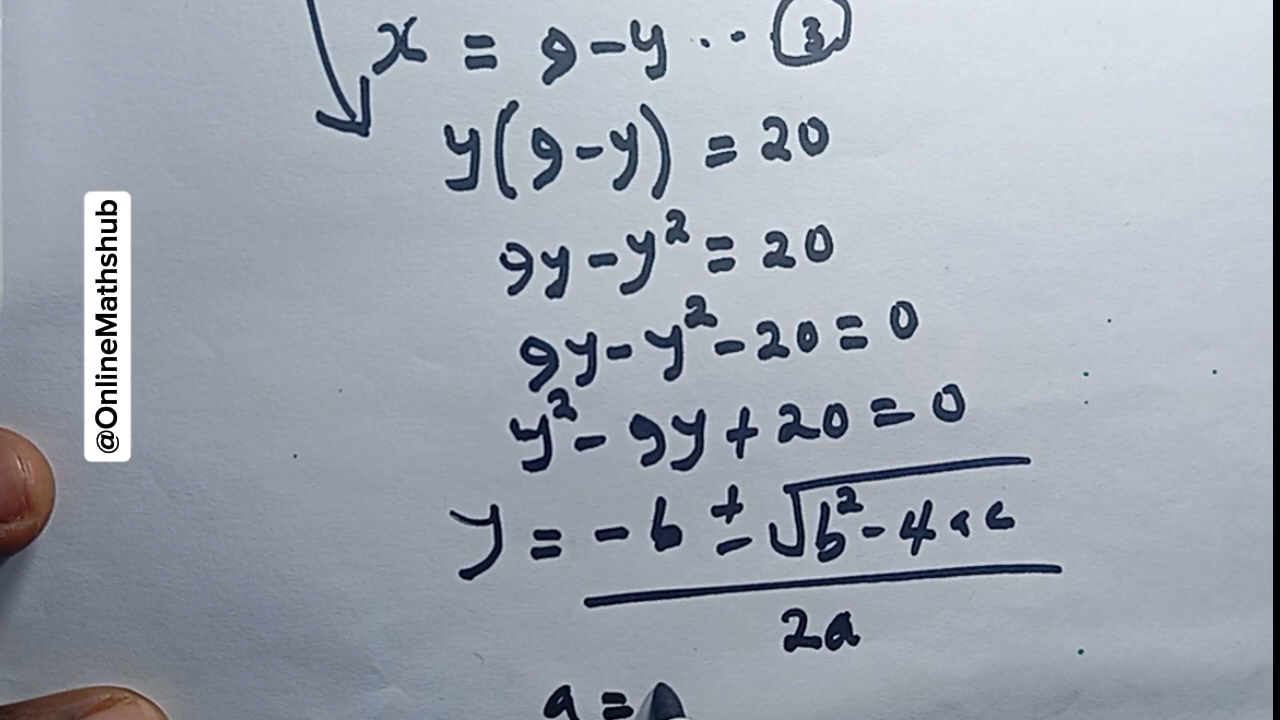 x = 9-y .. ③
y(9-y) = 20
9y-y² = 20
9y-y²-20=0
y²-9y+20=0
y = -b ± √b²-4ac
2a
a =
@OnlineMathshub